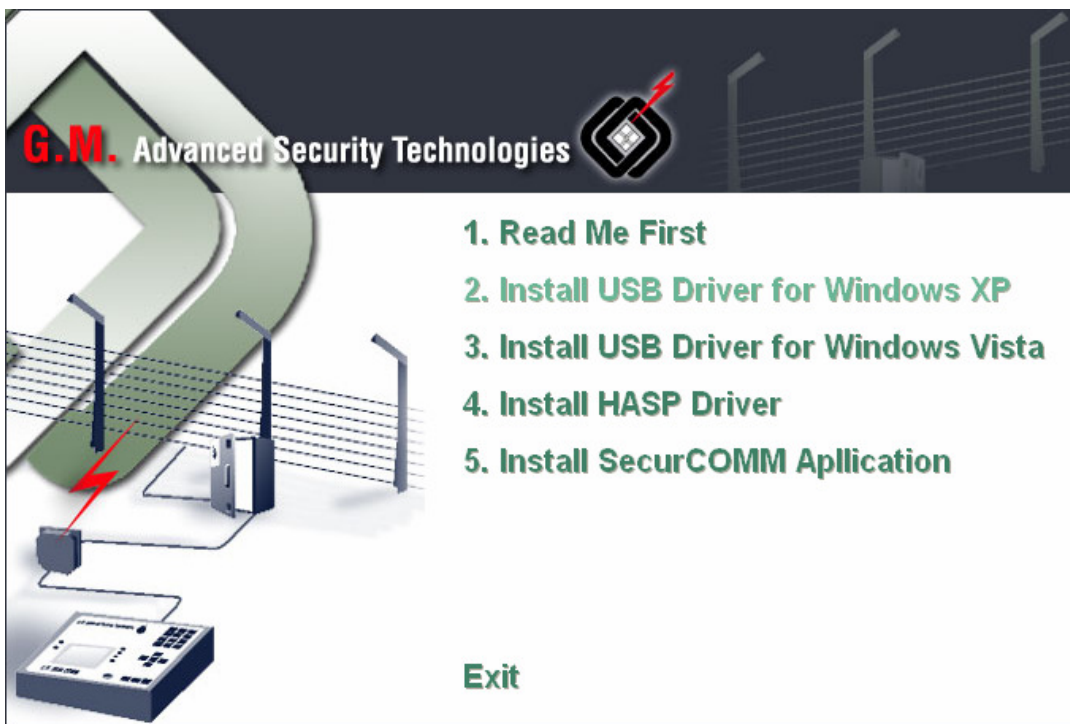 G.M. Advanced Security Technologies
1. Read Me First
2. Install USB Driver for Windows XP
3. Install USB Driver for Windows Vista
4. Install HASP Driver
5. Install SecurCOMM Apllication
Exit